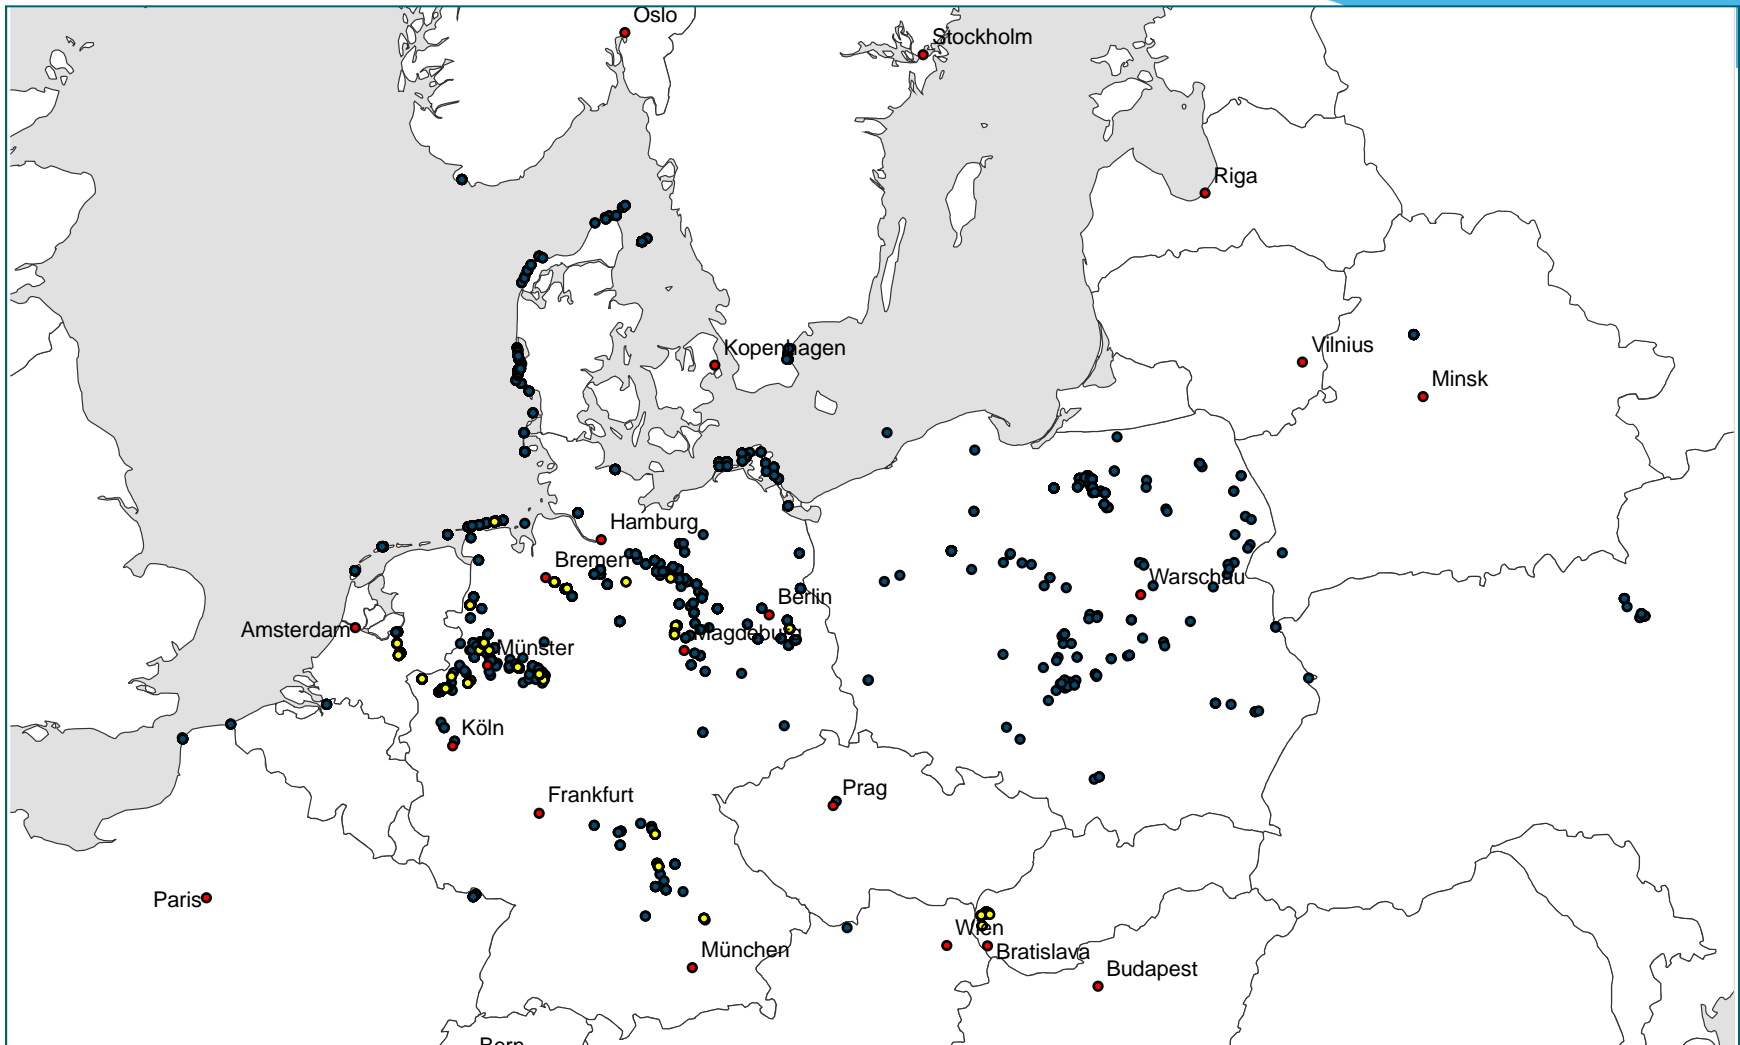 Oslo
Stockholm
Riga
Kopenhagen
Vilnius
Minsk
Hamburg
Bremen
Warschau
Berlin
Amsterdam
Magdeburg
Münster
Köln
Prag
Frankfurt
Paris
Wien
München
Bratislava
Budapest
Bern